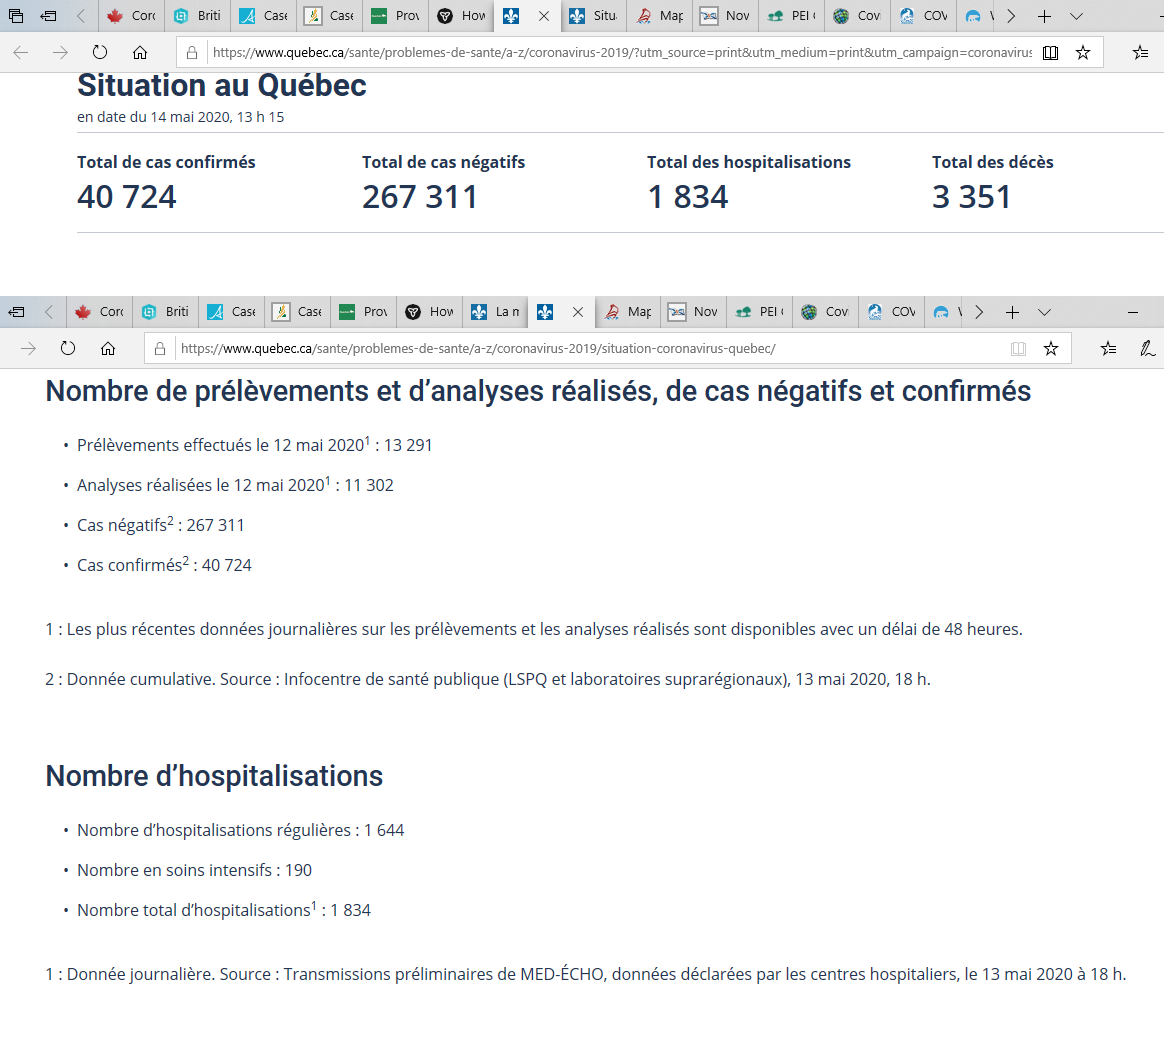 Corc
Briti
Case
Case
Prov
How
Situ
Map
Nov
PEI
Cov
COV
https://www.quebec.ca/sante/problemes-de-sante/a-z/coronavirus-2019/?utm_source=print&utm_medium=print&utm_campaign=coronavirus
Situation au Québec
en date du 14 mai 2020, 13 h 15
Total de cas confirmés
40 724
Total de cas négatifs
267 311
Total des hospitalisations
1 834
Total des décès
3 351
Corc
Briti
Case
Case
Prov
How
La m
Map
Nov
PEI
Cov
COV
https://www.quebec.ca/sante/problemes-de-sante/a-z/coronavirus-2019/situation-coronavirus-quebec/
Nombre de prélèvements et d’analyses réalisés, de cas négatifs et confirmés
• Prélèvements effectués le 12 mai 2020¹ : 13 291
• Analyses réalisées le 12 mai 2020¹ : 11 302
• Cas négatifs² : 267 311
• Cas confirmés² : 40 724
1 : Les plus récentes données journalières sur les prélèvements et les analyses réalisés sont disponibles avec un délai de 48 heures.
2 : Donnée cumulative. Source : Infocentre de santé publique (LSPQ et laboratoires suprarégionaux), 13 mai 2020, 18 h.
Nombre d’hospitalisations
• Nombre d’hospitalisations régulières : 1 644
• Nombre en soins intensifs : 190
• Nombre total d’hospitalisations¹ : 1 834
1 : Donnée journalière. Source : Transmissions préliminaires de MED-ÉCHO, données déclarées par les centres hospitaliers, le 13 mai 2020 à 18 h.